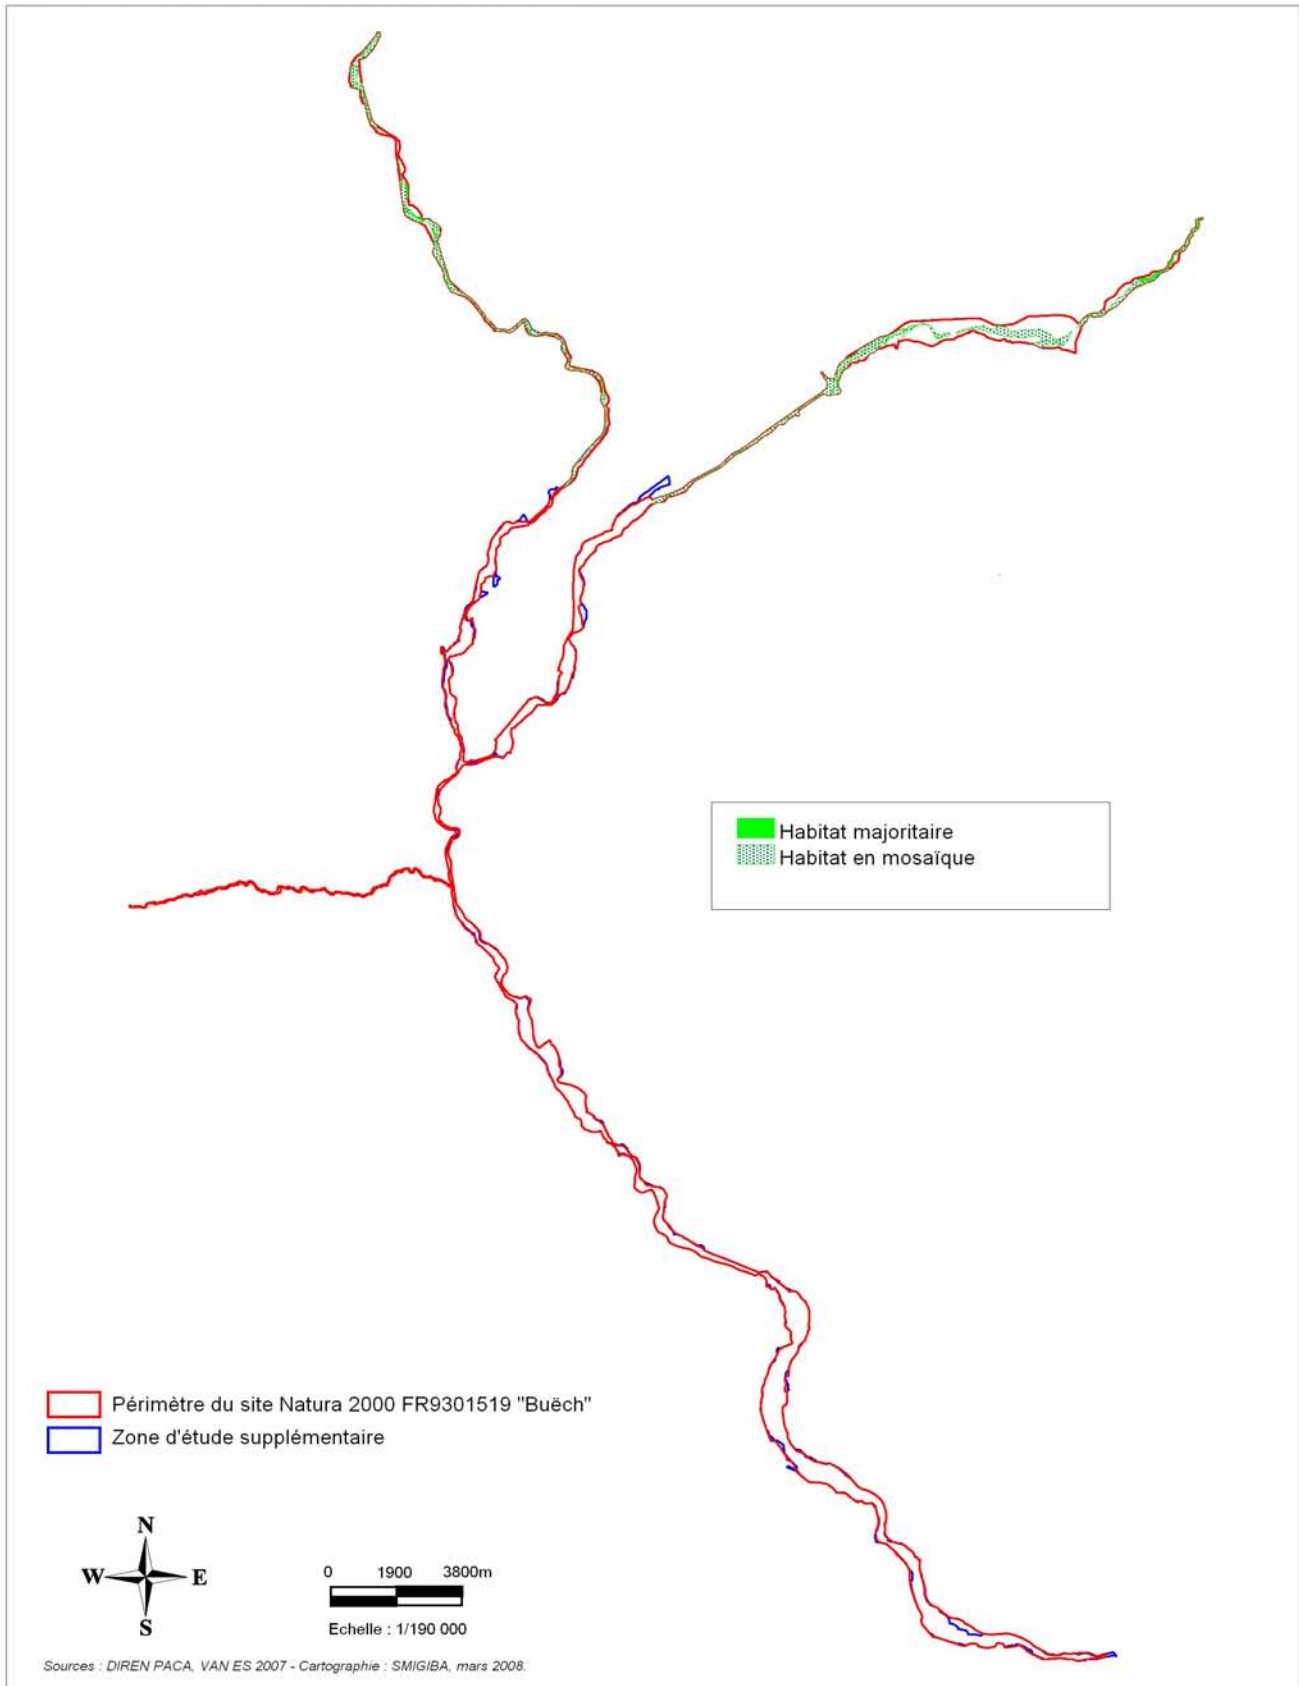 Habitat majoritaire
Habitat en mosaïque
Périmètre du site Natura 2000 FR9301519 "Buëch"
Zone d'étude supplémentaire
N
W E
S
0 1900 3800m
Echelle : 1/190 000
Sources : DIREN PACA, VAN ES 2007 - Cartographie : SMIGIBA, mars 2008.